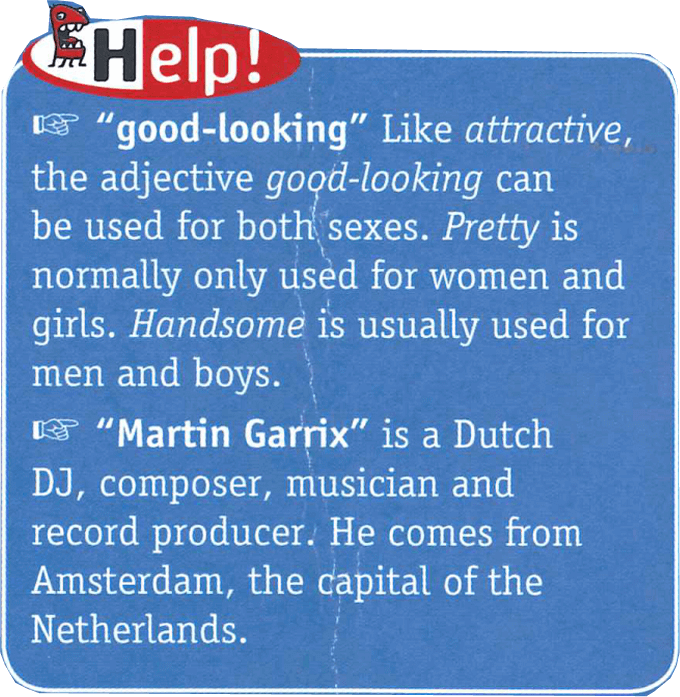 Help!
☞ “good-looking” Like attractive,
the adjective good-looking can
be used for both sexes. Pretty is
normally only used for women and
girls. Handsome is usually used for
men and boys.
☞ “Martin Garrix” is a Dutch
DJ, composer, musician and
record producer. He comes from
Amsterdam, the capital of the
Netherlands.